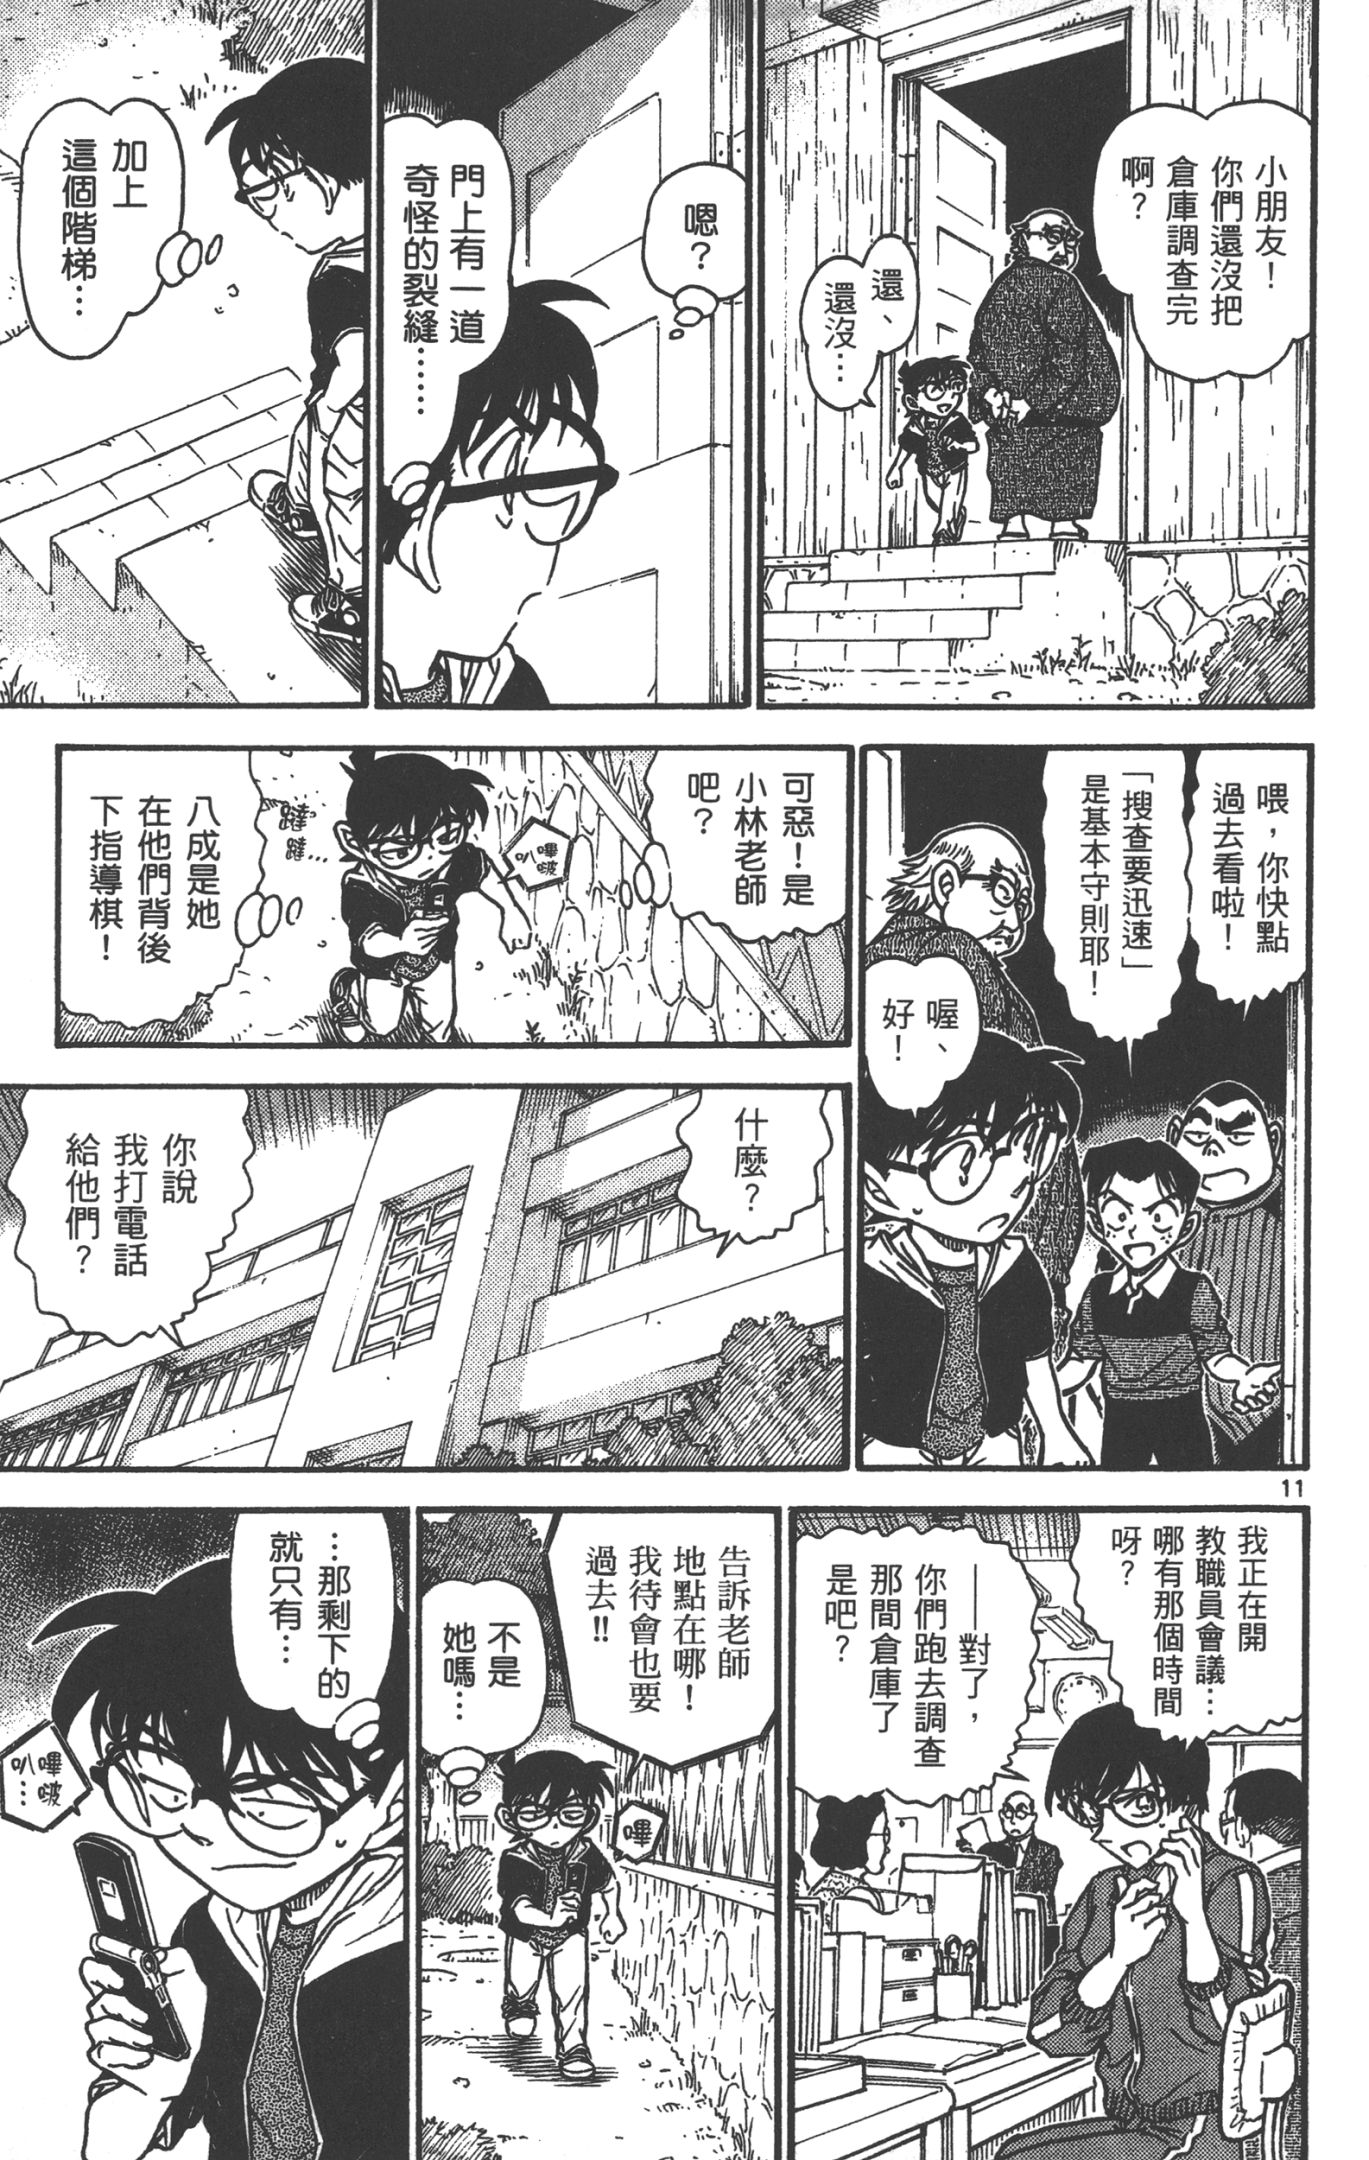 小朋友！
你們還沒把
倉庫調查完
啊？
還、
還沒…
嗯？
門上有一道
奇怪的裂縫……
加上
這個階梯…
喂，你快點
過去看啦！
「搜查要迅速」
是基本守則耶！
喔、
好！
可惡！是
小林老師
吧？
嗶
啵
叭
躂
躂…
八成是她
在他們背後
下指導棋！
什麼？
你說
我打電話
給他們？
11
我正在開
教職員會議…
哪有那個時間
呀？
——對了，
你們跑去調查
那間倉庫了
是吧？
告訴老師
地點在哪！
我待會也要
過去!!
嗶
不是
她嗎…
…那剩下的
就只有…
嗶
啵
叭…